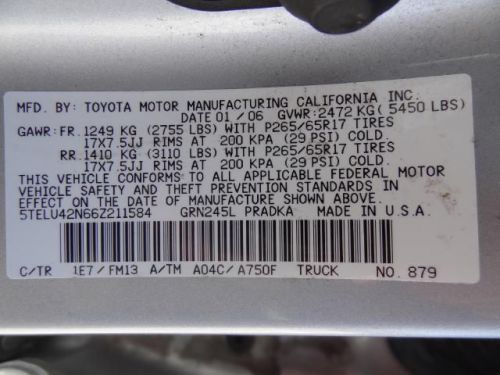 MFD. BY: TOYOTA MOTOR MANUFACTURING CALIFORNIA INC.
DATE 01/06 GVWR: 2472 KG( 5450 LBS)
GAWR: FR. 1249 KG (2755 LBS) WITH P265/65R17 TIRES
17X7.5JJ RIMS AT 200 KPA (29 PSI) COLD.
RR. 1410 KG (3110 LBS) WITH P265/65R17 TIRES
17X7.5JJ RIMS AT 200 KPA (29 PSI) COLD.
THIS VEHICLE CONFORMS TO ALL APPLICABLE FEDERAL MOTOR
VEHICLE SAFETY AND THEFT PREVENTION STANDARDS IN
EFFECT ON THE DATE OF MANUFACTURE SHOWN ABOVE.
5TELU42N66Z211584 GRN245L PRADKA MADE IN U.S.A.
C/TR 1E7/FM13 A/TM A04C/A750F TRUCK NO. 879